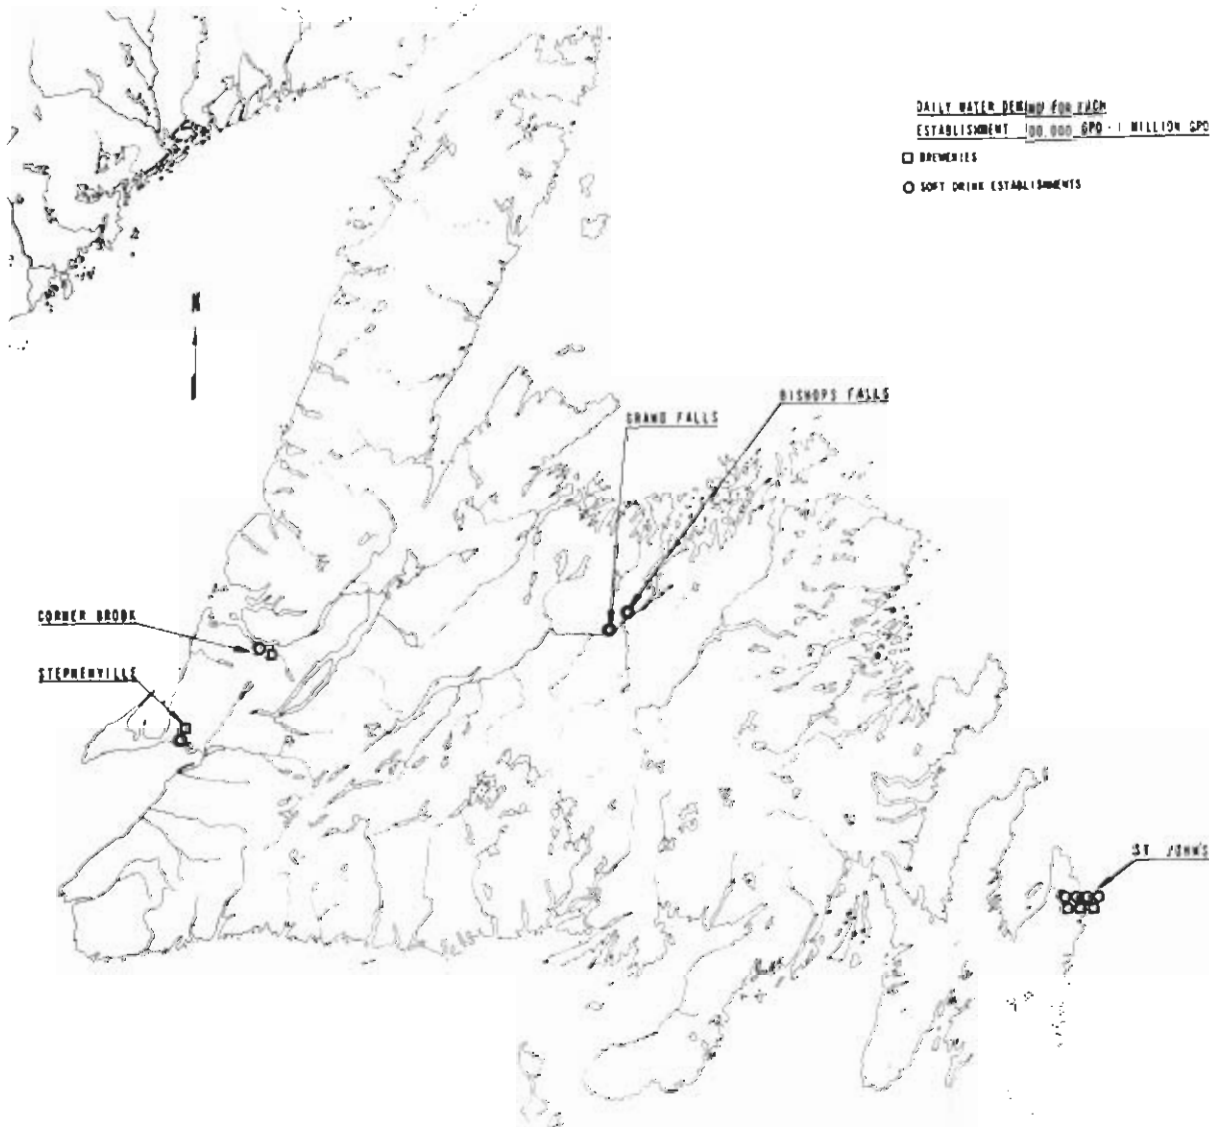 DAILY WATER DEMAND FOR EACH
ESTABLISHMENT 100,000 GPD - 1 MILLION GPD
BREWERIES
SOFT DRINK ESTABLISHMENTS
N
BISHOPS FALLS
GRAND FALLS
CORNER BROOK
STEPHENVILLE
ST JOHN'S